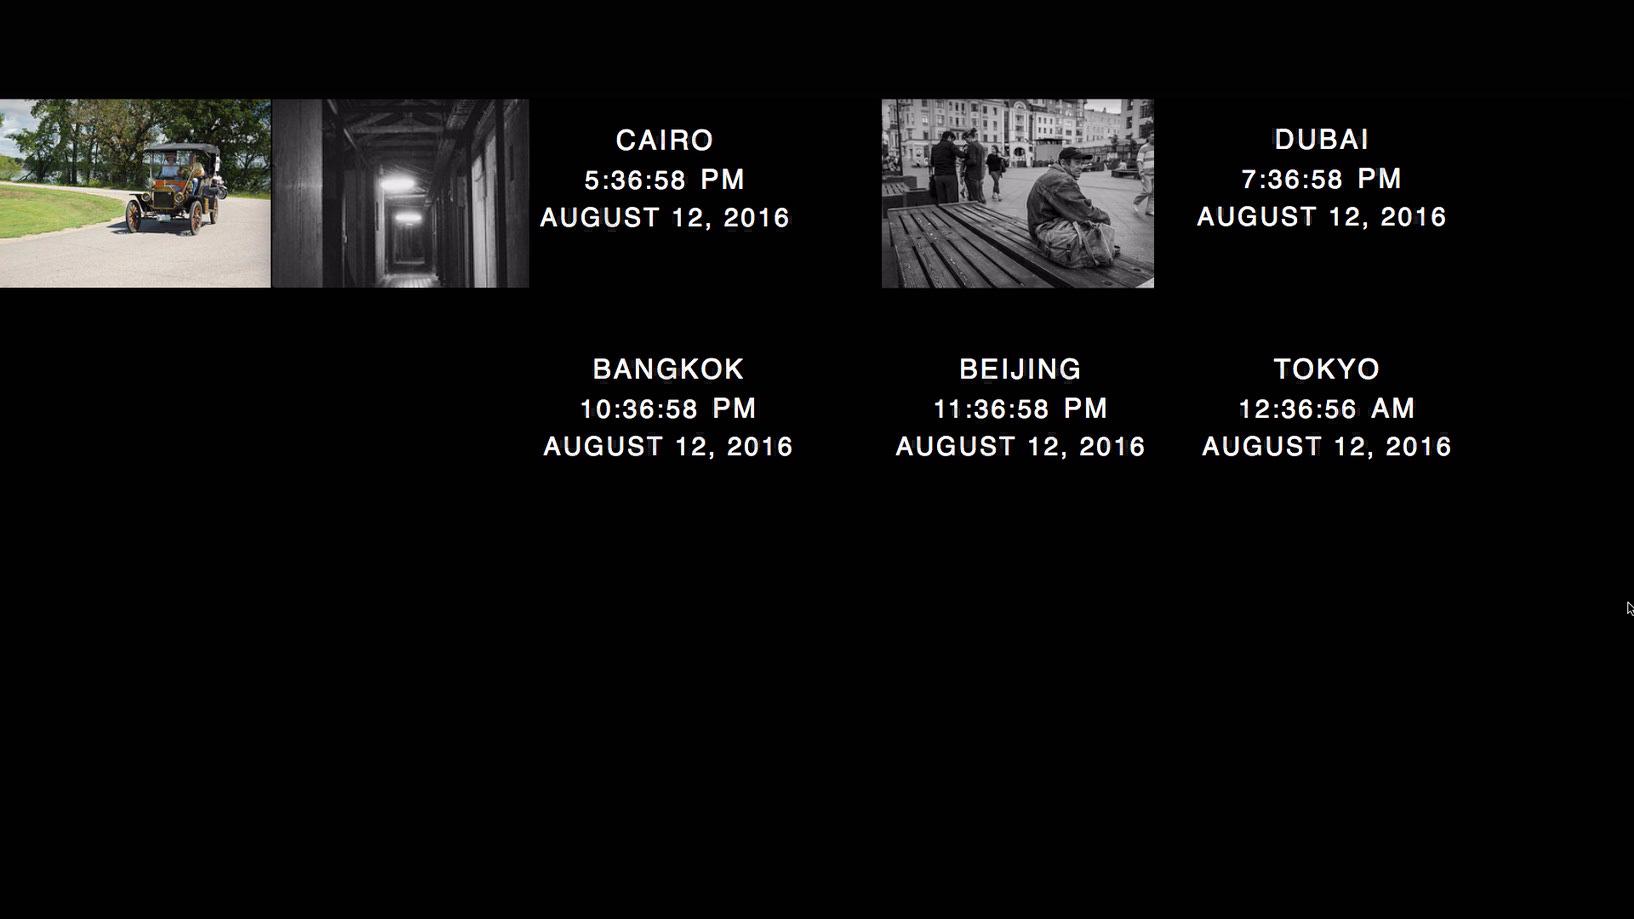 CAIRO
5:36:58 PM
AUGUST 12, 2016
DUBAI
7:36:58 PM
AUGUST 12, 2016
BANGKOK
10:36:58 PM
AUGUST 12, 2016
BEIJING
11:36:58 PM
AUGUST 12, 2016
TOKYO
12:36:56 AM
AUGUST 12, 2016